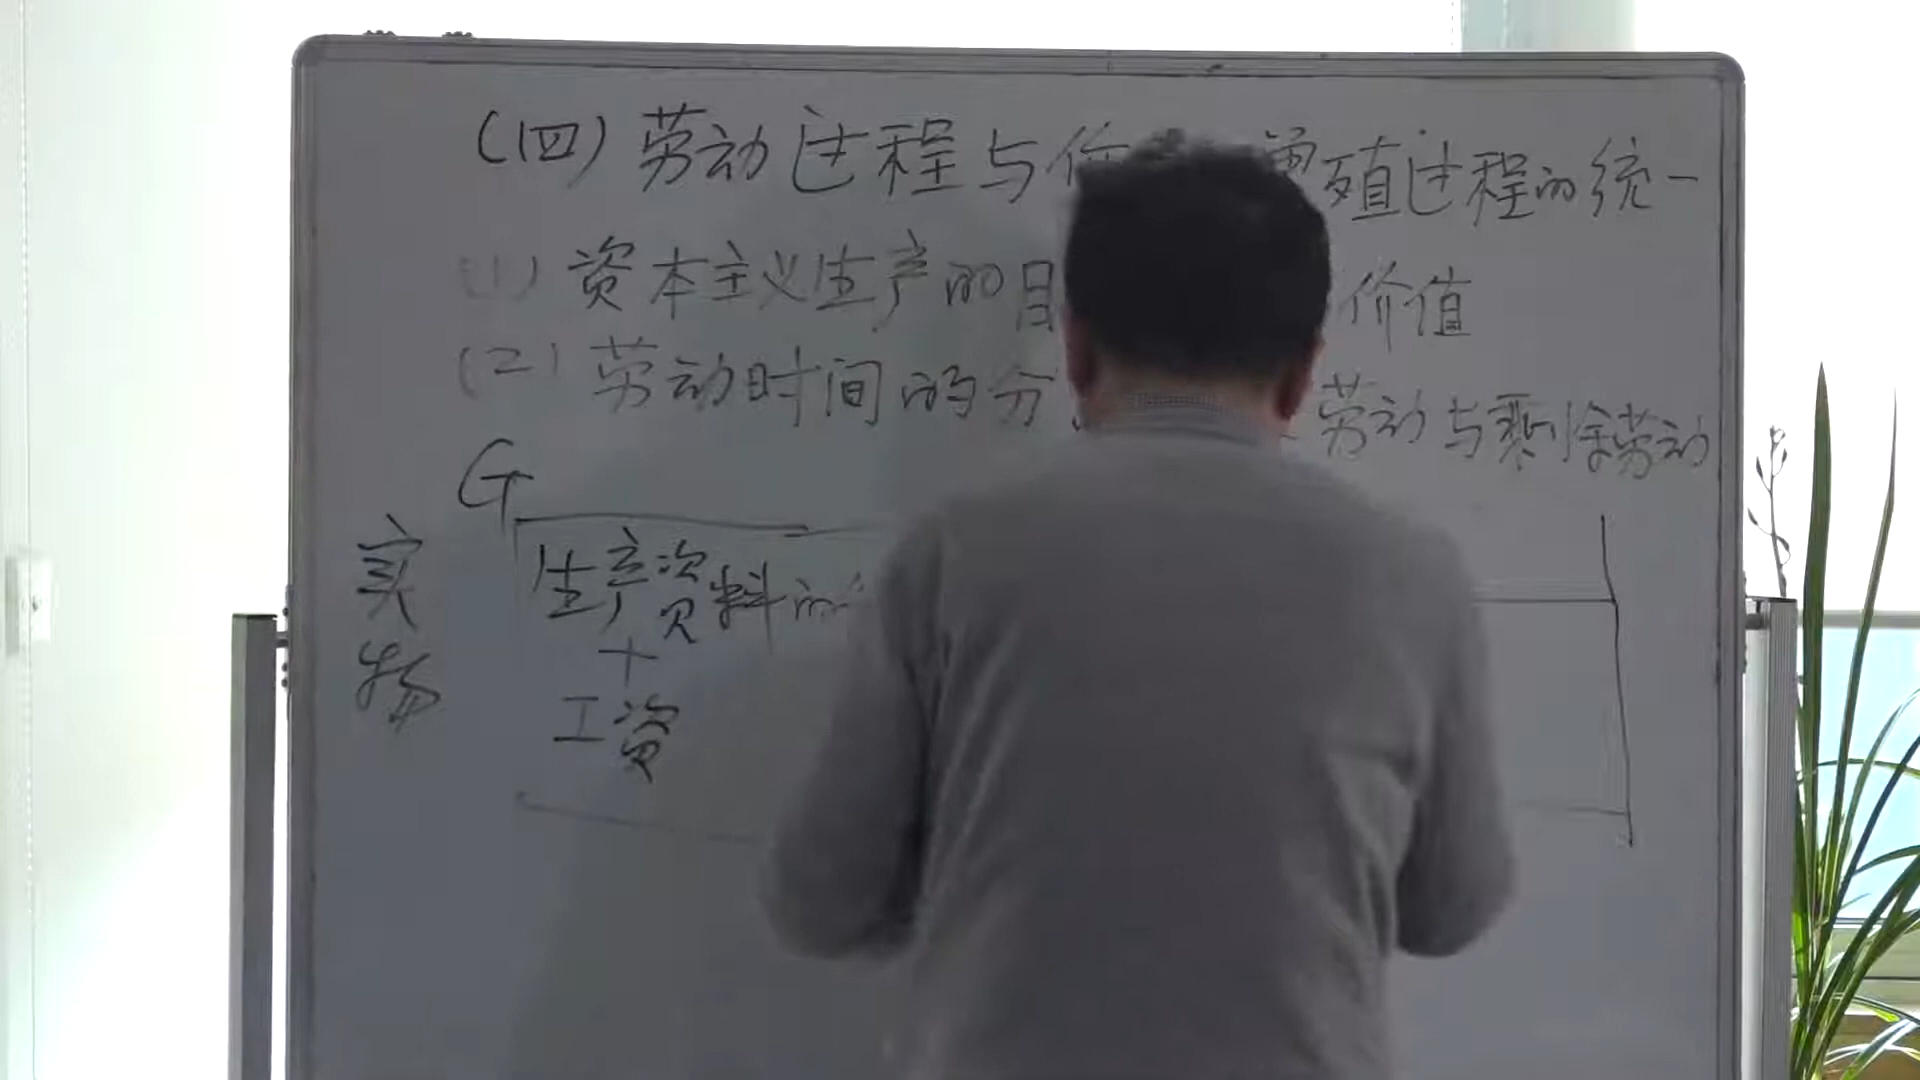 (四) 劳动过程与价 增殖过程的统一
(1) 资本主义生产的目 价值
(2) 劳动时间的分 劳动与剩余劳动
G
实物
生产资料的
+
工资